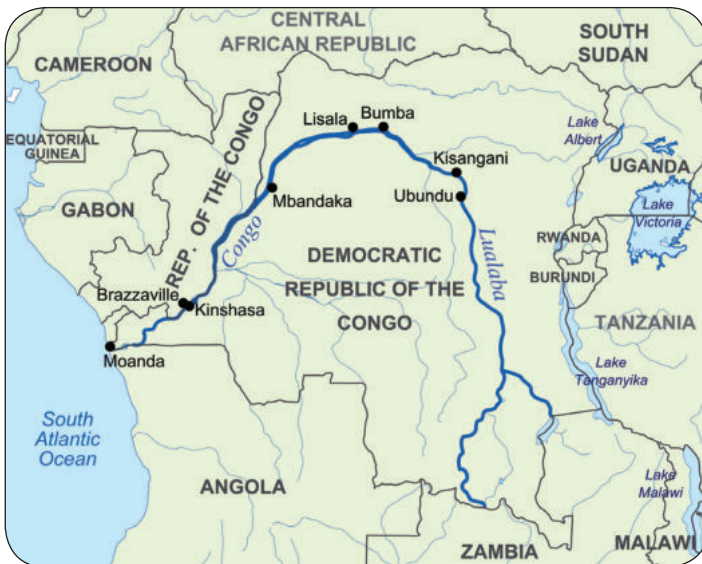 CENTRAL
AFRICAN REPUBLIC
SOUTH
SUDAN
CAMEROON
Lisala
Bumba
Lake
Albert
EQUATORIAL
GUINEA
REP. OF THE CONGO
Kisangani
UGANDA
Mbandaka
Ubundu
GABON
Lake
Victoria
Congo
Lualaba
RWANDA
DEMOCRATIC
REPUBLIC OF THE
CONGO
BURUNDI
Brazzaville
Kinshasa
TANZANIA
Moanda
Lake
Tanganyika
South
Atlantic
Ocean
ANGOLA
Lake
Malawi
ZAMBIA
MALAWI